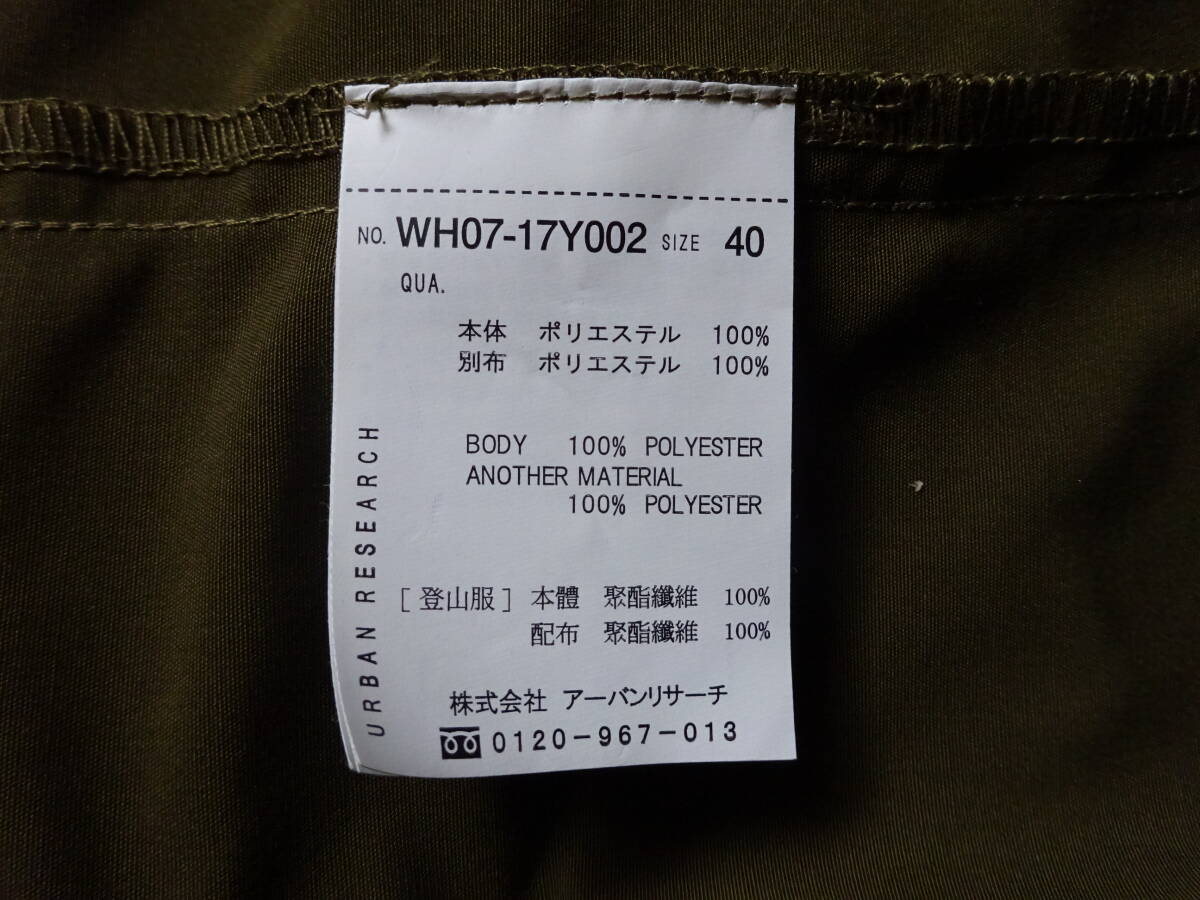 NO. WH07-17Y002 SIZE 40
QUA.
本体 ポリエステル 100%
別布 ポリエステル 100%
BODY 100% POLYESTER
ANOTHER MATERIAL
100% POLYESTER
[登山服] 本體 聚酯纖維 100%
配布 聚酯纖維 100%
株式会社 アーバンリサーチ
0120-967-013
URBAN RESEARCH